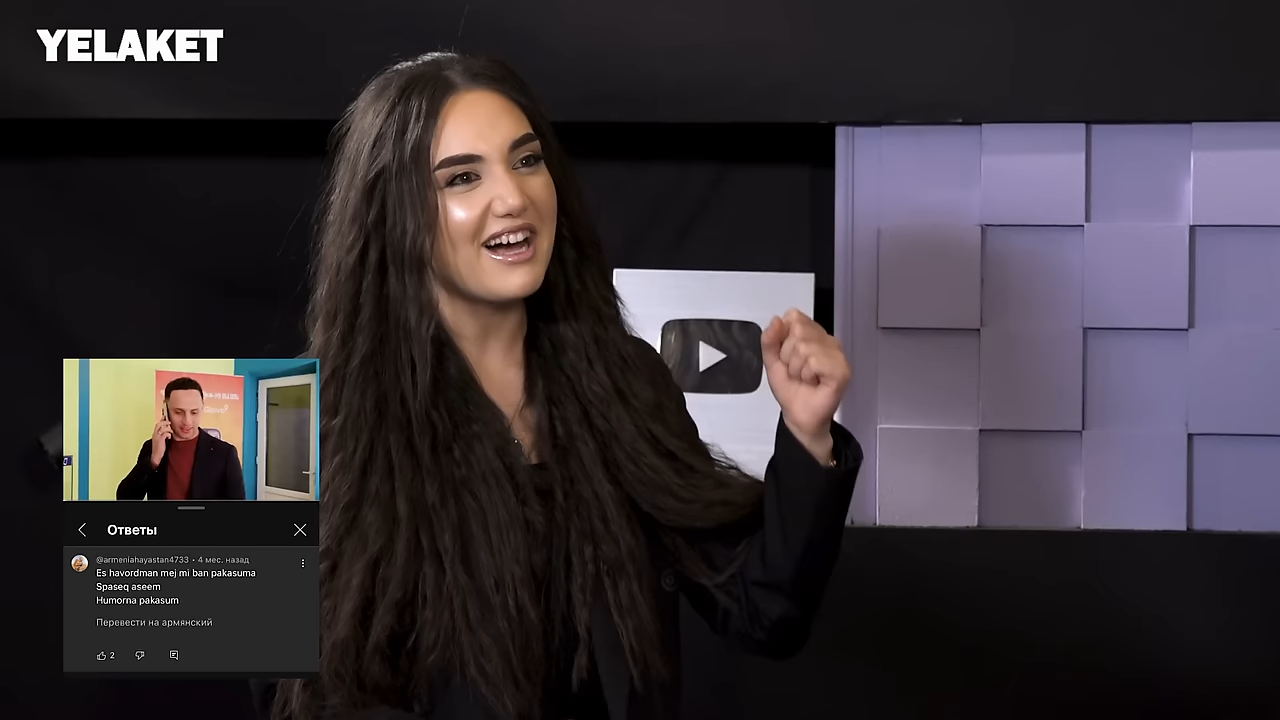 YELAKET
Ответы
@armeniahayastan4733 • 4 мес. назад
Es havordman mej mi ban pakasuma
Spaseq aseem
Humorna pakasum
Перевести на армянский
2